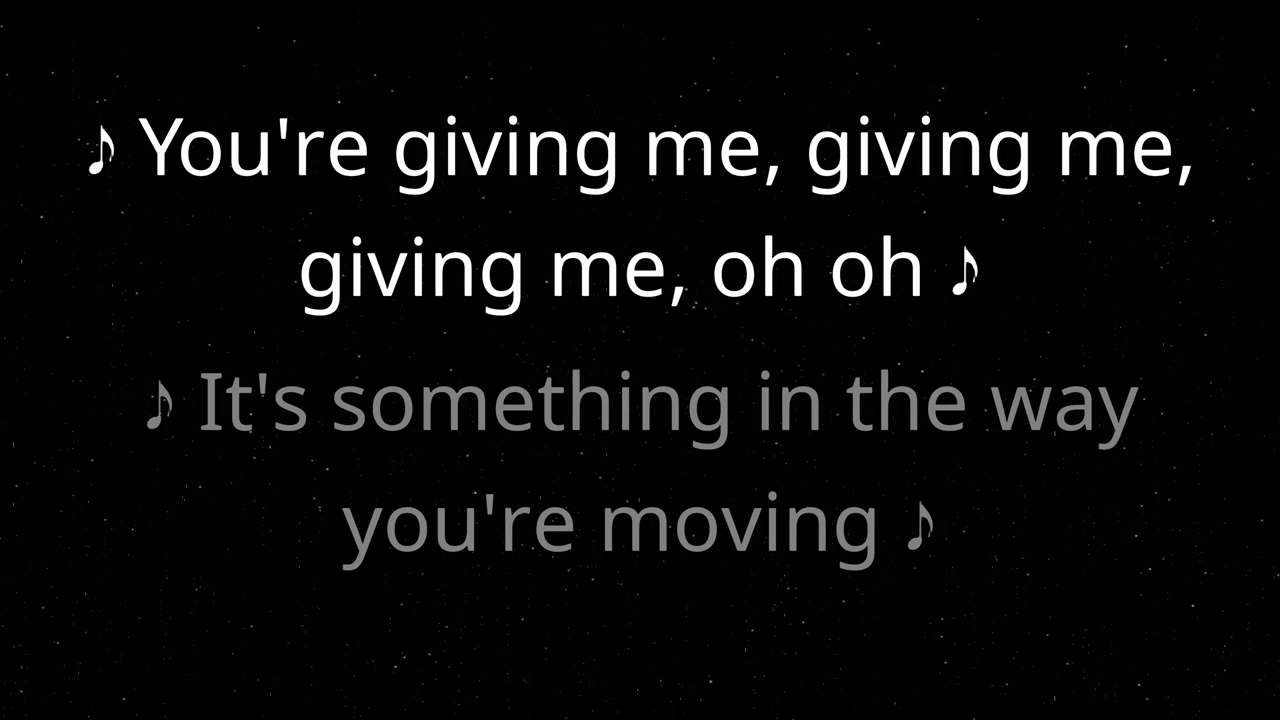 ♪ You're giving me, giving me,
giving me, oh oh ♪
♪ It's something in the way
you're moving ♪